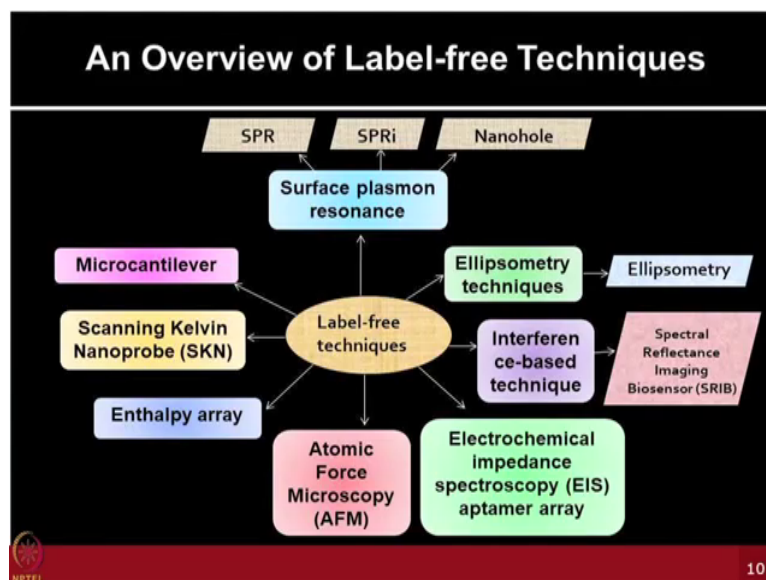 An Overview of Label-free Techniques
SPR
SPRi
Nanohole
Surface plasmon
resonance
Microcantilever
Ellipsometry
techniques
Ellipsometry
Scanning Kelvin
Nanoprobe (SKN)
Label-free
techniques
Interferen
ce-based
technique
Spectral
Reflectance
Imaging
Biosensor (SRIB)
Enthalpy array
Atomic
Force
Microscopy
(AFM)
Electrochemical
impedance
spectroscopy (EIS)
aptamer array
NPTEL
10